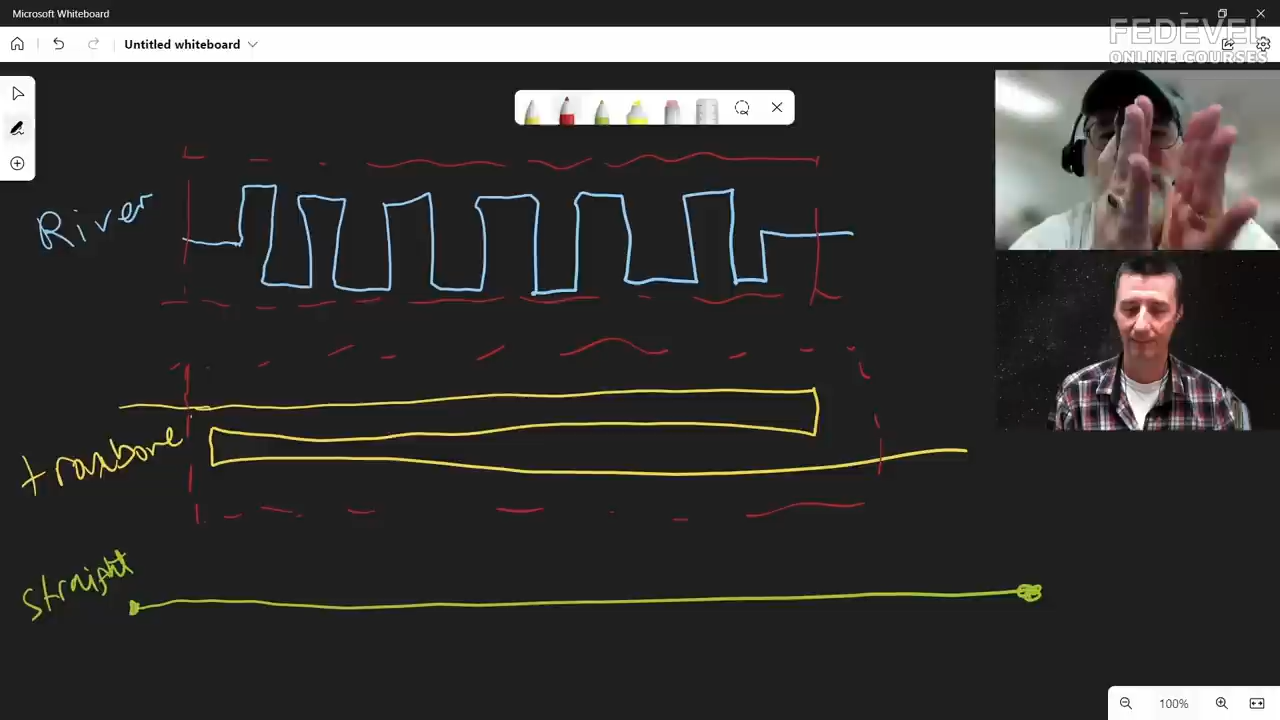 Microsoft Whiteboard
Untitled whiteboard
FEDEVEL
ONLINE COURSES
River
trombone
straight
100%